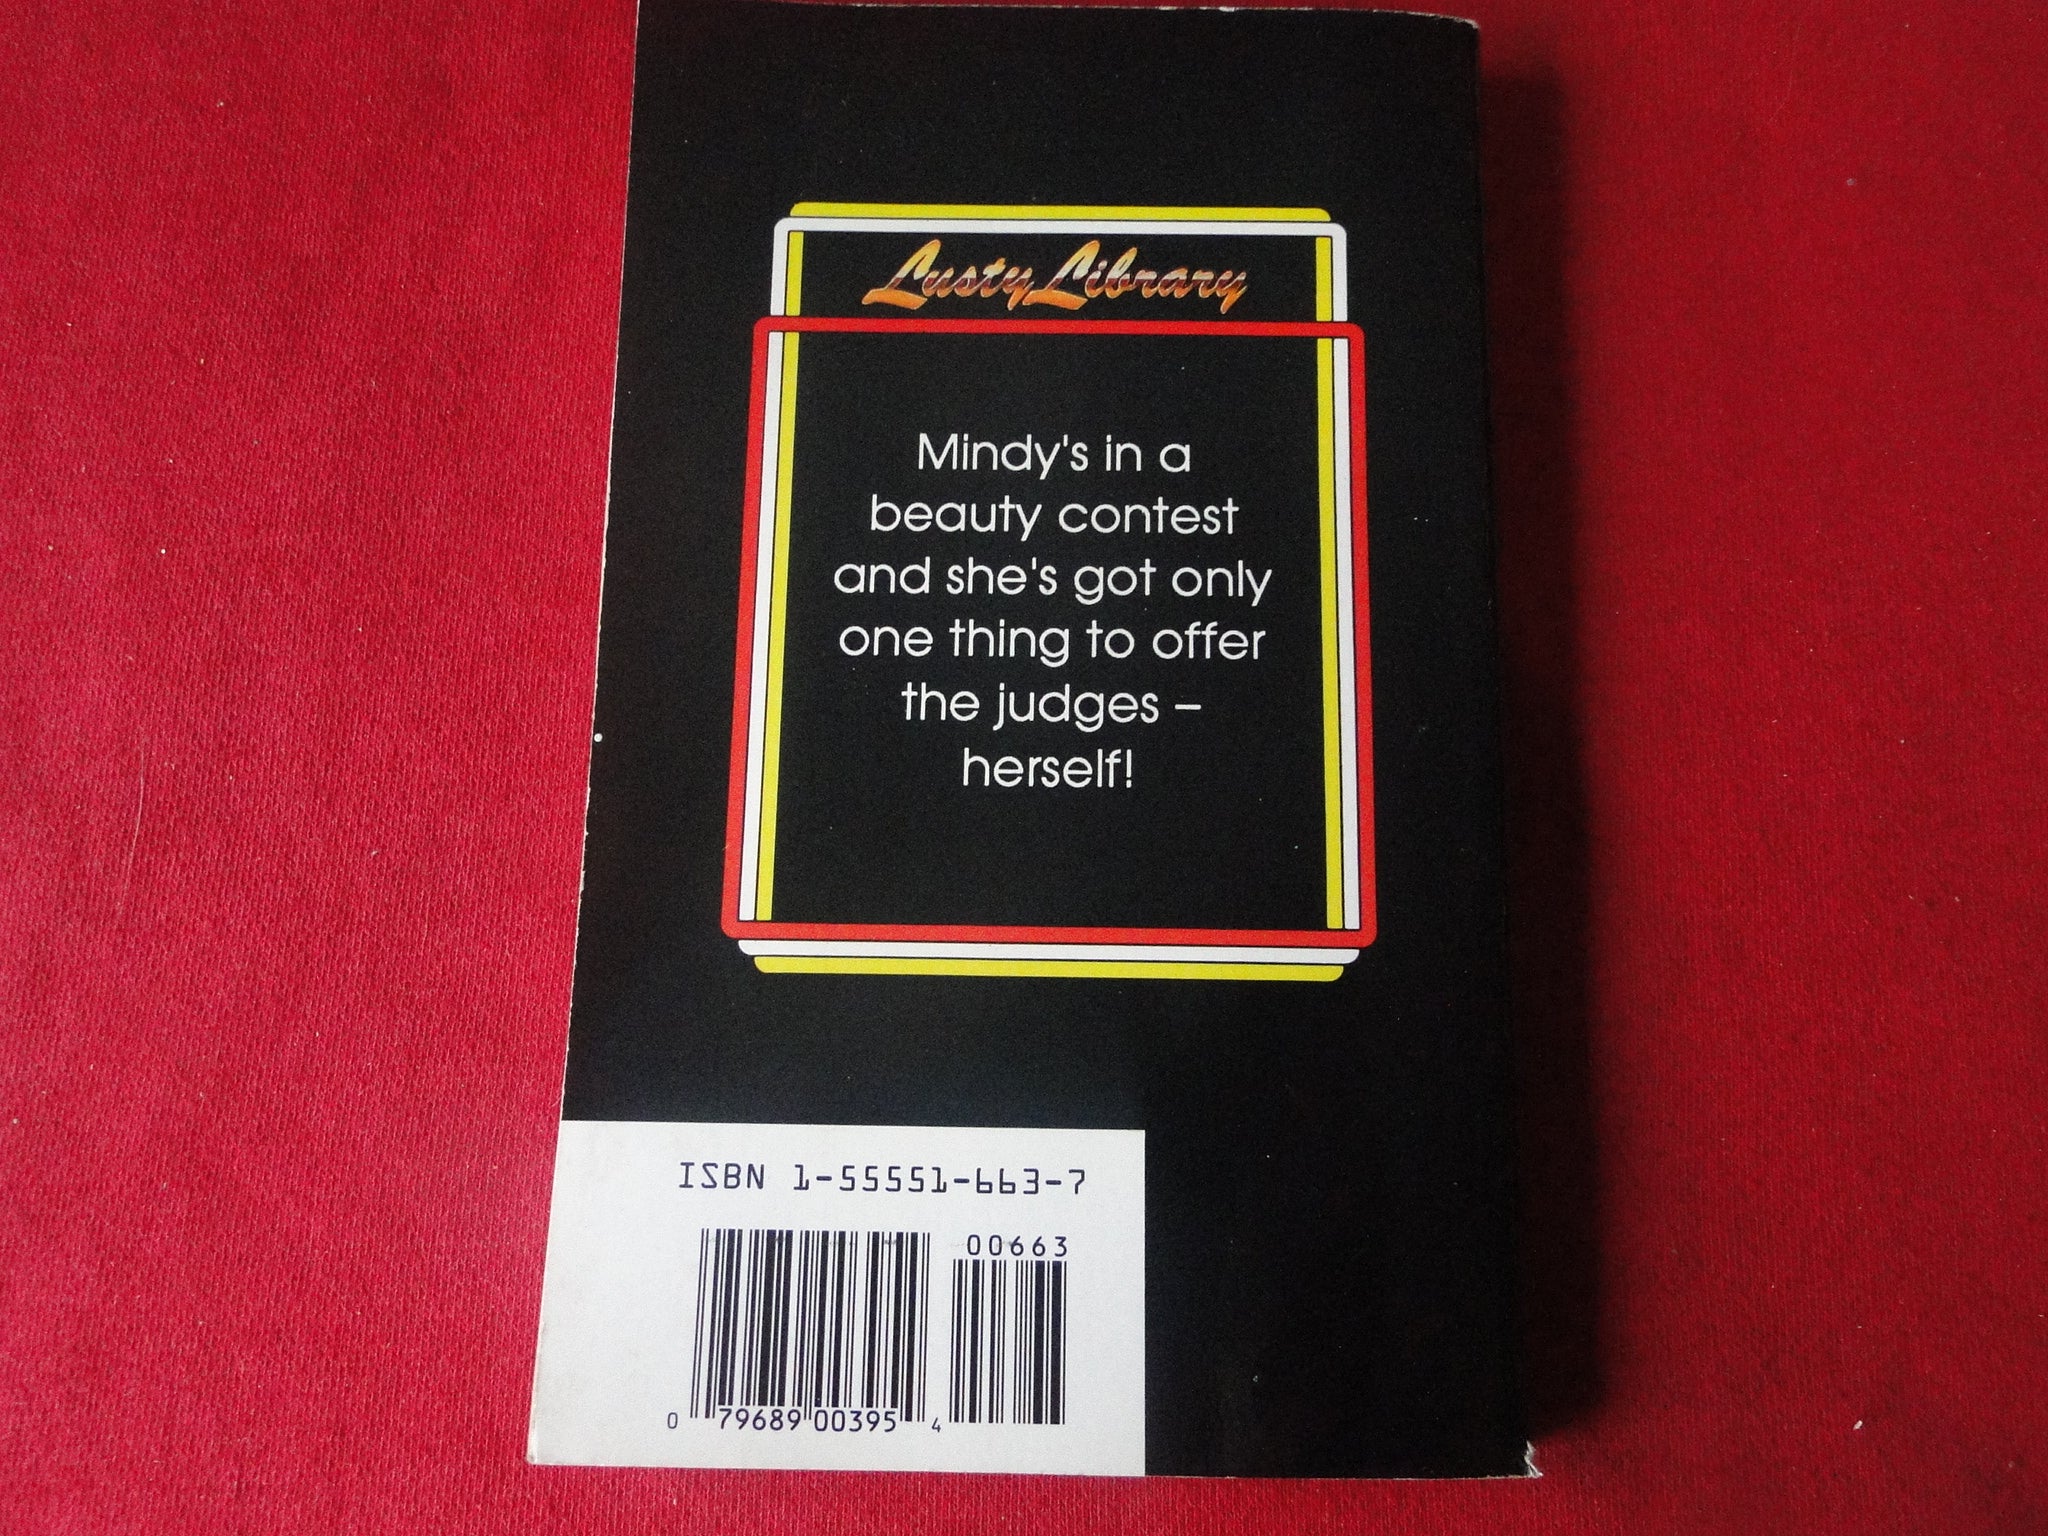 Lusty Library
Mindy's in a
beauty contest
and she's got only
one thing to offer
the judges –
herself!
ISBN 1-55551-663-7
00663
0 79689 00395 4